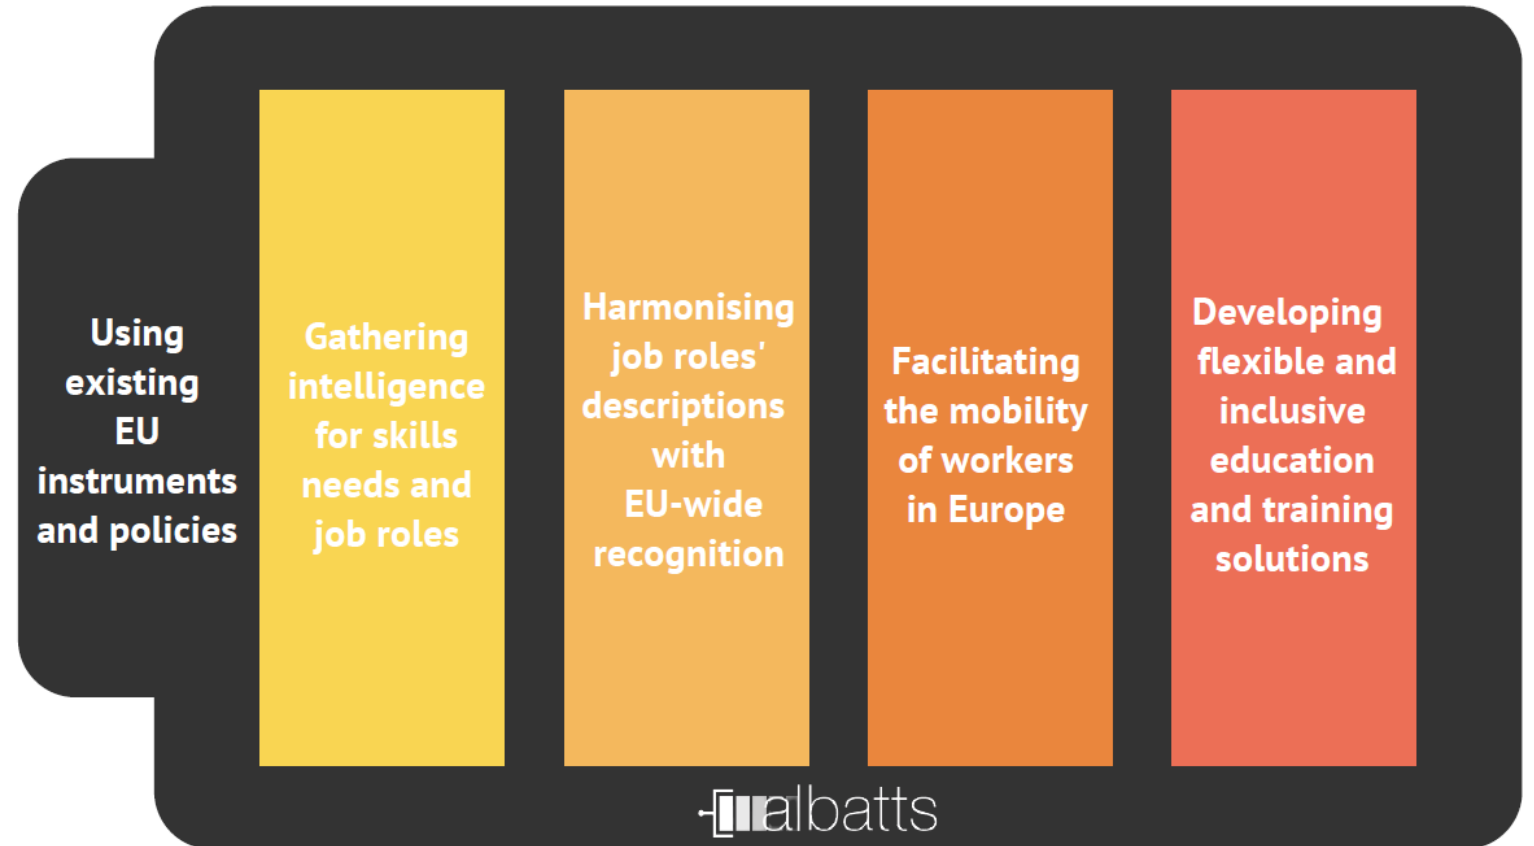 Using
existing
EU
instruments
and policies
Gathering
intelligence
for skills
needs and
job roles
Harmonising
job roles'
descriptions
with
EU-wide
recognition
Facilitating
the mobility
of workers
in Europe
Developing
flexible and
inclusive
education
and training
solutions
albatts